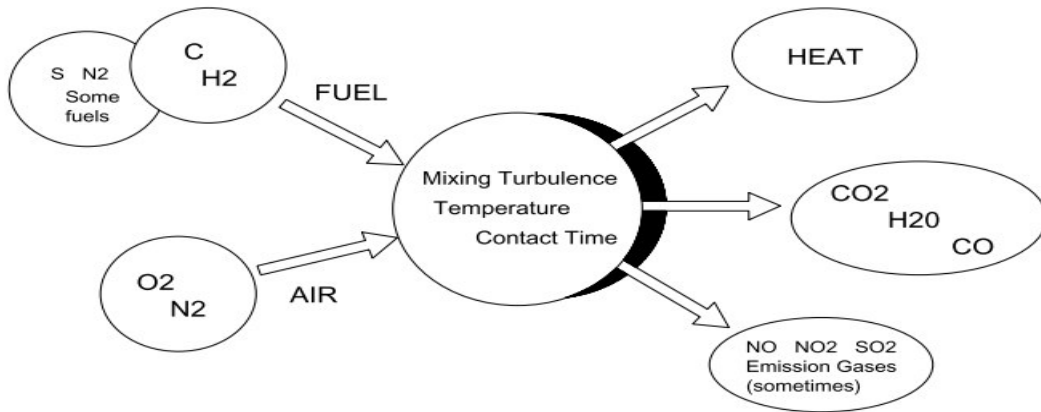 S N2
Some
fuels
C
H2
FUEL
O2
N2
AIR
Mixing Turbulence
Temperature
Contact Time
HEAT
CO2
H20
CO
NO NO2 SO2
Emission Gases
(sometimes)